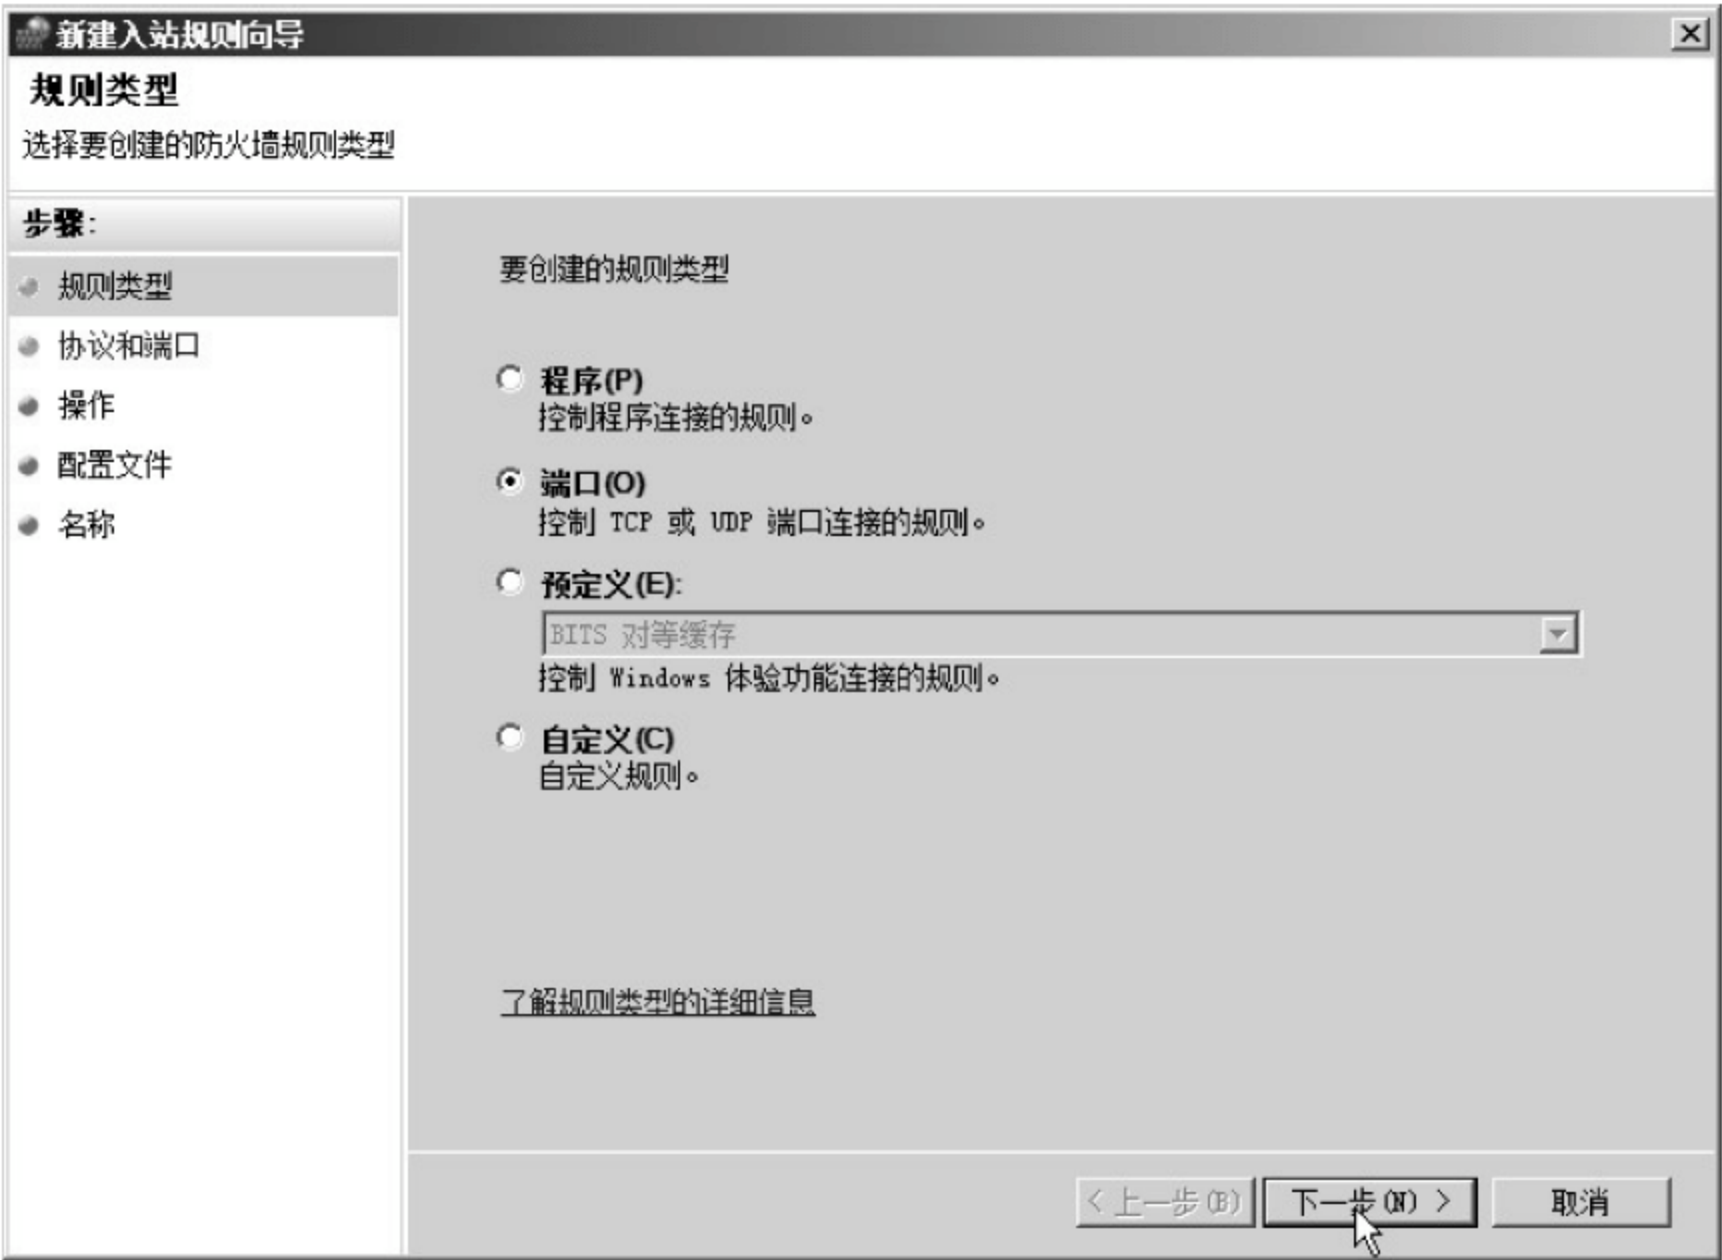 新建入站规则向导
规则类型
选择要创建的防火墙规则类型
步骤:
规则类型
协议和端口
操作
配置文件
名称
要创建的规则类型
程序(P)
控制程序连接的规则。
端口(O)
控制 TCP 或 UDP 端口连接的规则。
预定义(E):
BITS 对等缓存
控制 Windows 体验功能连接的规则。
自定义(C)
自定义规则。
了解规则类型的详细信息
< 上一步(B)
下一步(N) >
取消